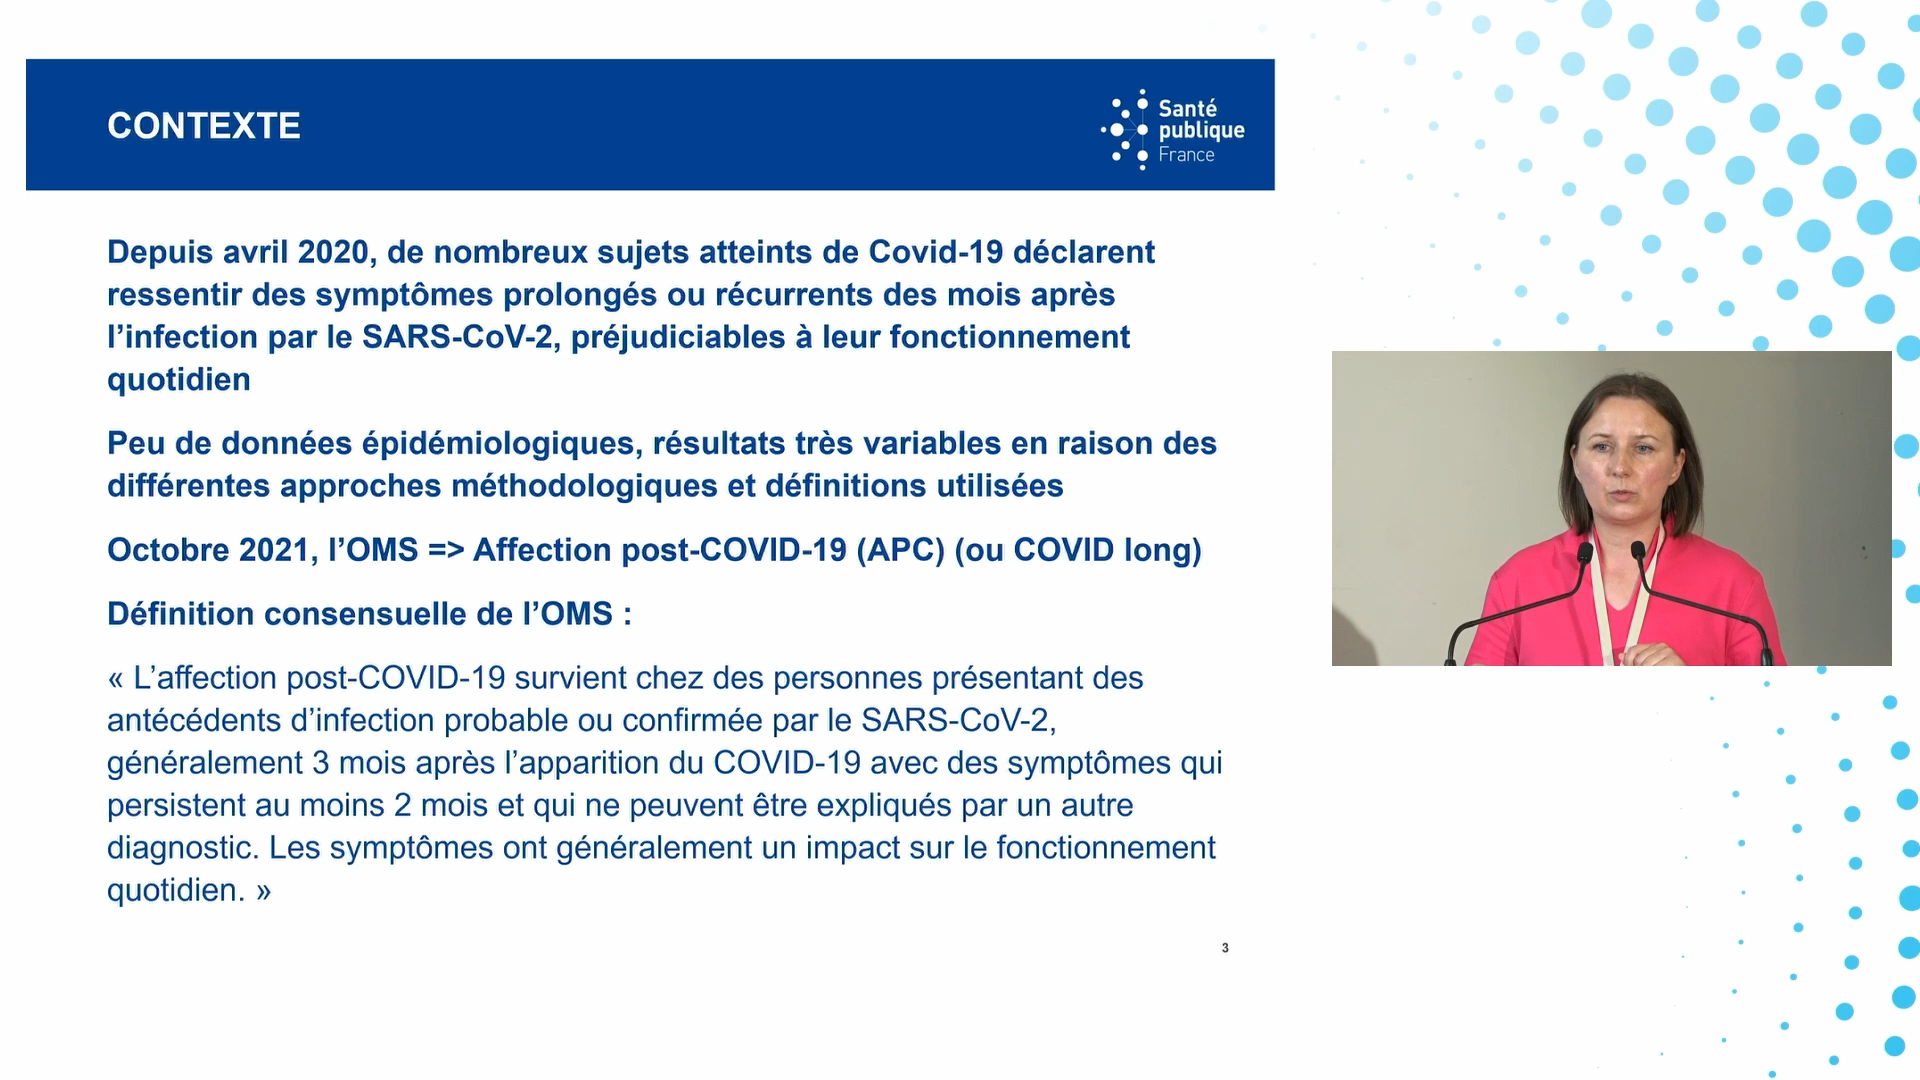 CONTEXTE
Santé
publique
France
Depuis avril 2020, de nombreux sujets atteints de Covid-19 déclarent
ressentir des symptômes prolongés ou récurrents des mois après
l’infection par le SARS-CoV-2, préjudiciables à leur fonctionnement
quotidien
Peu de données épidémiologiques, résultats très variables en raison des
différentes approches méthodologiques et définitions utilisées
Octobre 2021, l’OMS => Affection post-COVID-19 (APC) (ou COVID long)
Définition consensuelle de l’OMS :
« L’affection post-COVID-19 survient chez des personnes présentant des
antécédents d’infection probable ou confirmée par le SARS-CoV-2,
généralement 3 mois après l’apparition du COVID-19 avec des symptômes qui
persistent au moins 2 mois et qui ne peuvent être expliqués par un autre
diagnostic. Les symptômes ont généralement un impact sur le fonctionnement
quotidien. »
3